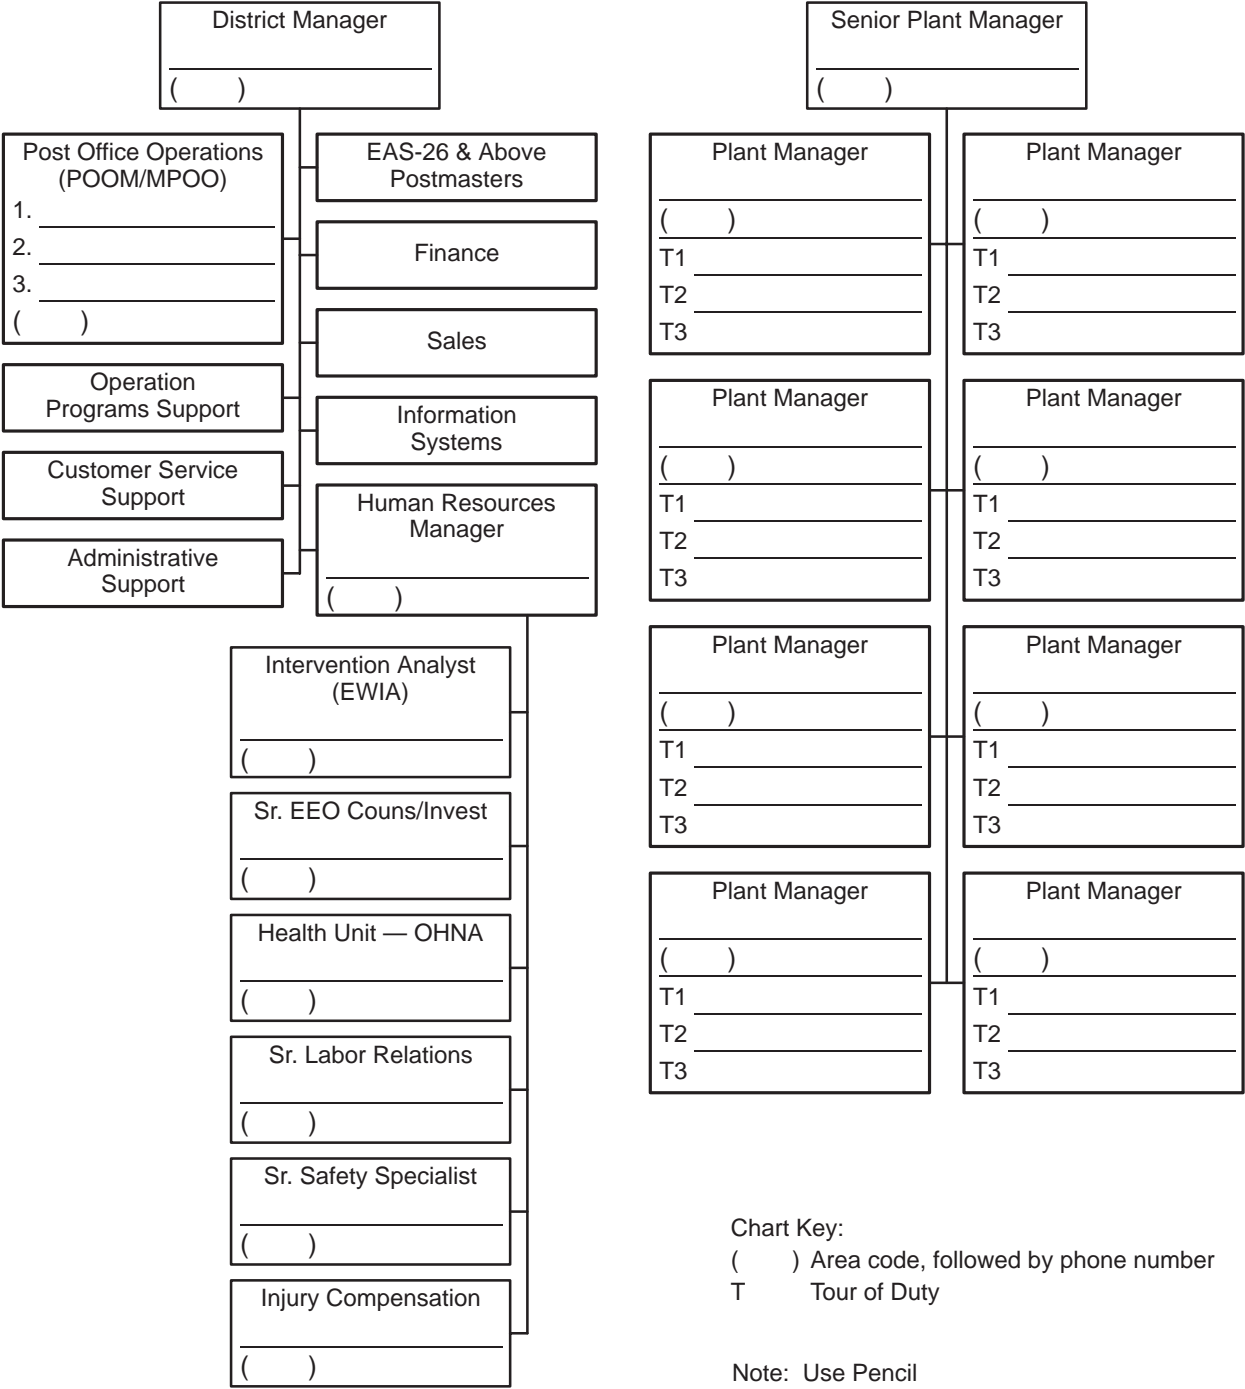 District Manager
(      )
Post Office Operations
(POOM/MPOO)
1.
2.
3.
(      )
Operation
Programs Support
Customer Service
Support
Administrative
Support
EAS-26 & Above
Postmasters
Finance
Sales
Information
Systems
Human Resources
Manager
(      )
Intervention Analyst
(EWIA)
(      )
Sr. EEO Couns/Invest
(      )
Health Unit — OHNA
(      )
Sr. Labor Relations
(      )
Sr. Safety Specialist
(      )
Injury Compensation
(      )
Senior Plant Manager
(      )
Plant Manager
(      )
T1
T2
T3
Plant Manager
(      )
T1
T2
T3
Plant Manager
(      )
T1
T2
T3
Plant Manager
(      )
T1
T2
T3
Plant Manager
(      )
T1
T2
T3
Plant Manager
(      )
T1
T2
T3
Plant Manager
(      )
T1
T2
T3
Plant Manager
(      )
T1
T2
T3
Chart Key:
(      ) Area code, followed by phone number
T Tour of Duty
Note: Use Pencil